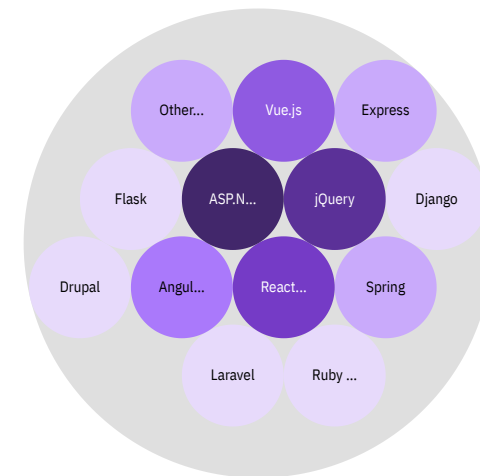 Other...
Vue.js
Express
Flask
ASP.N...
jQuery
Django
Drupal
Angul...
React...
Spring
Laravel
Ruby ...